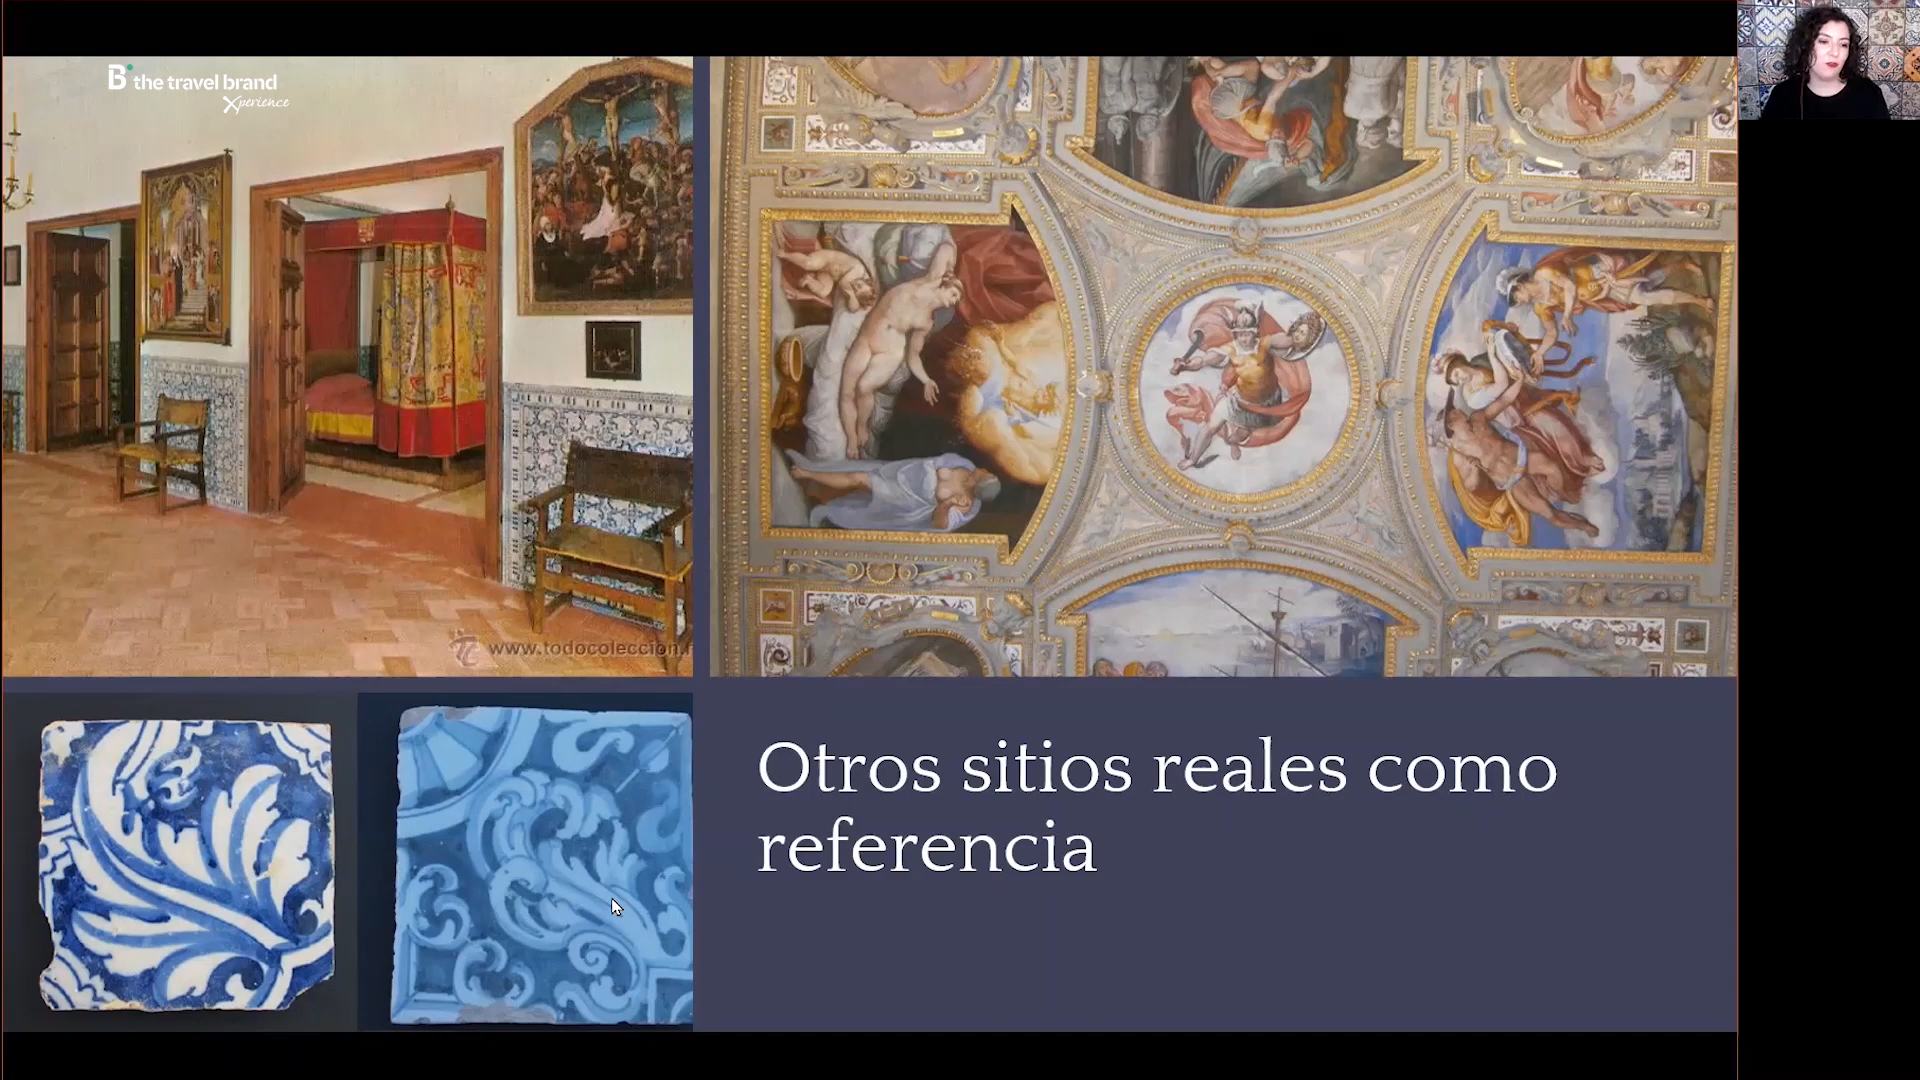 B the travel brand
Xperience
www.todocoleccion.n
Otros sitios reales como
referencia